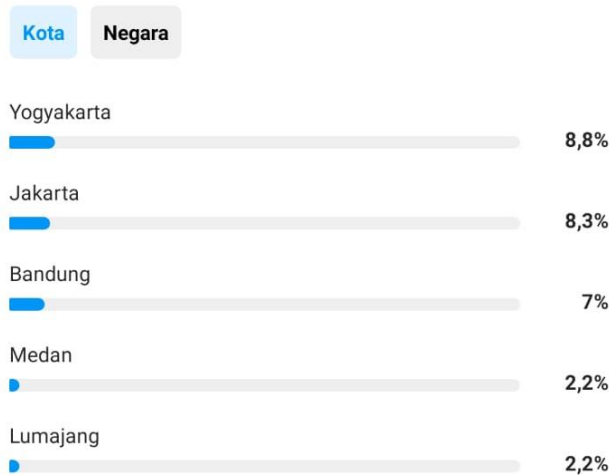 Kota Negara
Yogyakarta
8,8%
Jakarta
8,3%
Bandung
7%
Medan
2,2%
Lumajang
2,2%